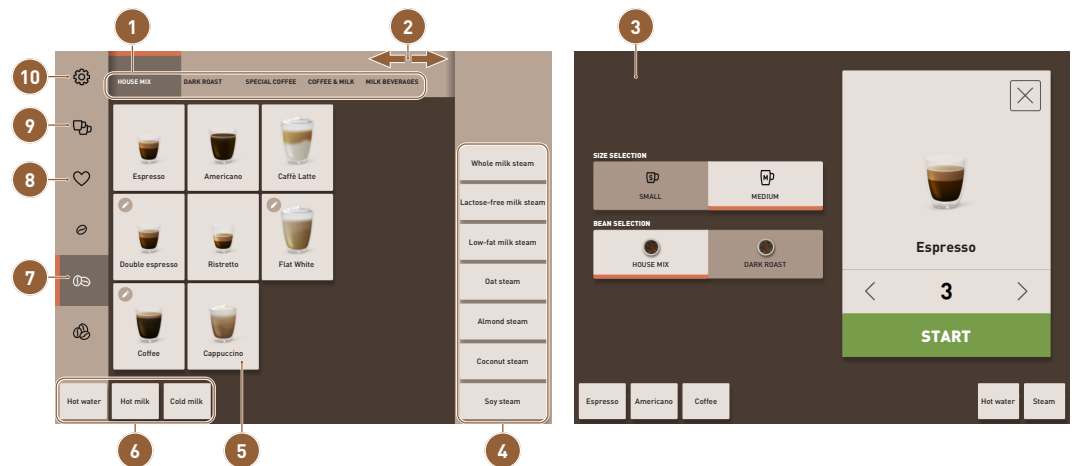 1
2
3
10
HOUSE MIX
DARK ROAST
SPECIAL COFFEE
COFFEE & MILK
MILK BEVERAGES
9
8
7
Espresso
Americano
Caffè Latte
Double espresso
Ristretto
Flat White
Coffee
Cappuccino
Whole milk steam
Lactose-free milk steam
Low-fat milk steam
Oat steam
Almond steam
Coconut steam
Soy steam
Hot water
Hot milk
Cold milk
6
5
4
SIZE SELECTION
S
SMALL
M
MEDIUM
BEAN SELECTION
HOUSE MIX
DARK ROAST
Espresso
3
START
Espresso
Americano
Coffee
Hot water
Steam